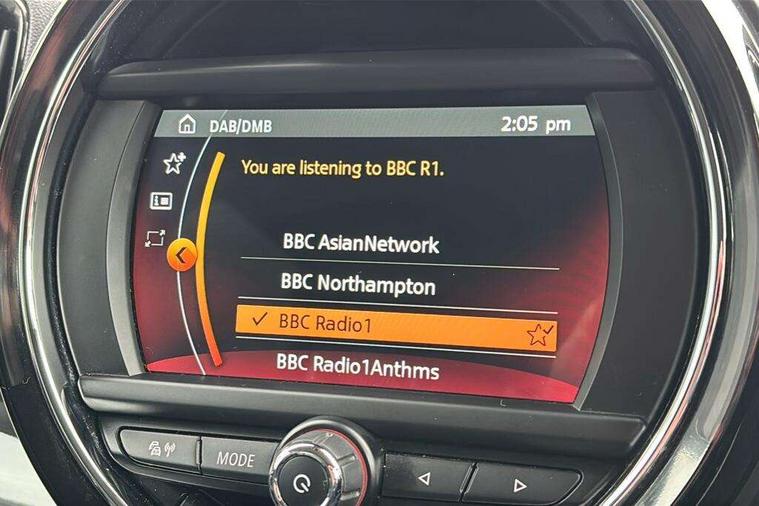 DAB/DMB 2:05 pm
You are listening to BBC R1.
BBC AsianNetwork
BBC Northampton
BBC Radio1
BBC Radio1Anthms
MODE